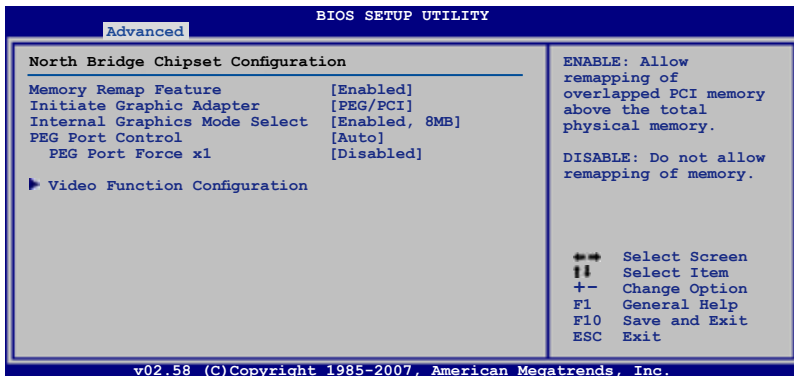 BIOS SETUP UTILITY
Advanced
North Bridge Chipset Configuration
Memory Remap Feature [Enabled]
Initiate Graphic Adapter [PEG/PCI]
Internal Graphics Mode Select [Enabled, 8MB]
PEG Port Control [Auto]
PEG Port Force x1 [Disabled]
Video Function Configuration
ENABLE: Allow
remapping of
overlapped PCI memory
above the total
physical memory.
DISABLE: Do not allow
remapping of memory.
Select Screen
Select Item
+- Change Option
F1 General Help
F10 Save and Exit
ESC Exit
v02.58 (C)Copyright 1985-2007, American Megatrends, Inc.